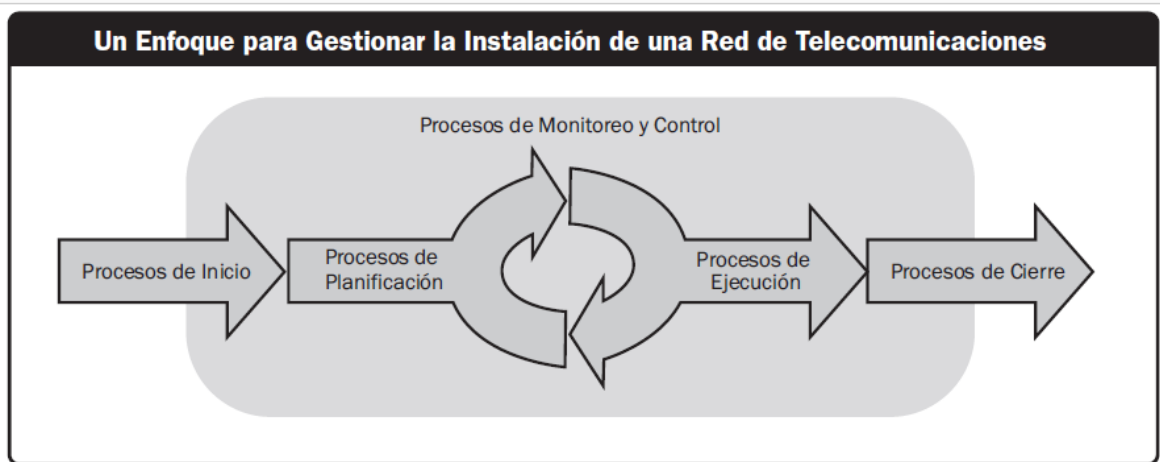 Un Enfoque para Gestionar la Instalación de una Red de Telecomunicaciones
Procesos de Monitoreo y Control
Procesos de Inicio
Procesos de
Planificación
Procesos de
Ejecución
Procesos de Cierre